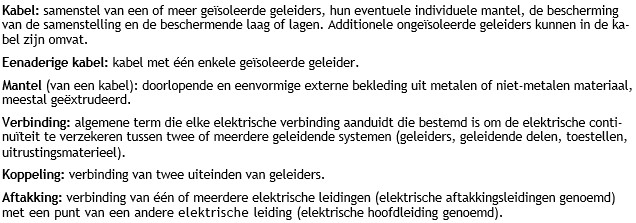 Kabel: samenstel van een of meer geïsoleerde geleiders, hun eventuele individuele mantel, de bescherming
van de samenstelling en de beschermende laag of lagen. Additionele ongeïsoleerde geleiders kunnen in de ka-
bel zijn omvat.
Eenaderige kabel: kabel met één enkele geïsoleerde geleider.
Mantel (van een kabel): doorlopende en eenvormige externe bekleding uit metalen of niet-metalen materiaal,
meestal geëxtrudeerd.
Verbinding: algemene term die elke elektrische verbinding aanduidt die bestemd is om de elektrische conti-
nuïteit te verzekeren tussen twee of meerdere geleidende systemen (geleiders, geleidende delen, toestellen,
uitrustingsmaterieel).
Koppeling: verbinding van twee uiteinden van geleiders.
Aftakking: verbinding van één of meerdere elektrische leidingen (elektrische aftakkingsleidingen genoemd)
met een punt van een andere elektrische leiding (elektrische hoofdleiding genoemd).